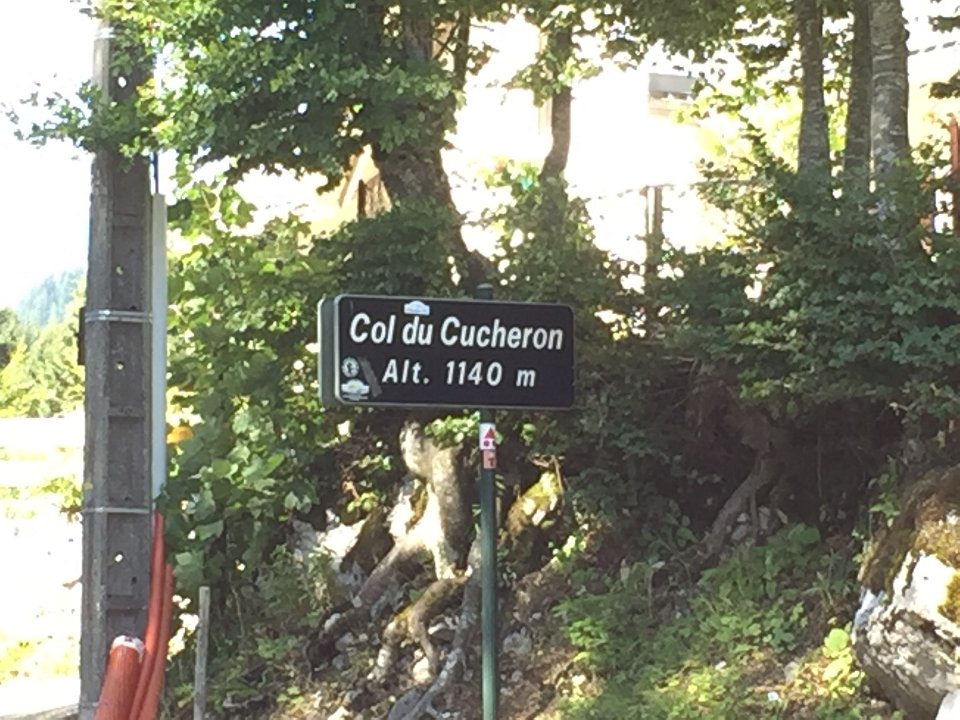 Col du Cucheron
Alt. 1140 m